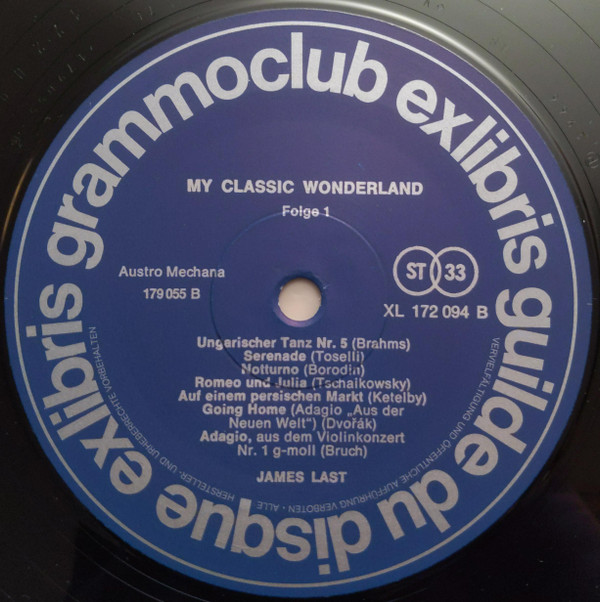 exlibris grammoclub exlibris guilde du disque
MY CLASSIC WONDERLAND
Folge 1
Austro Mechana
179 055 B
ST 33
XL 172 094 B
Ungarischer Tanz Nr. 5 (Brahms)
Serenade (Toselli)
Notturno (Borodin)
Romeo und Julia (Tschaikowsky)
Auf einem persischen Markt (Ketelby)
Going Home (Adagio „Aus der
Neuen Welt“) (Dvořák)
Adagio, aus dem Violinkonzert
Nr. 1 g-moll (Bruch)
JAMES LAST
VERVIELFÄLTIGUNG UND ÖFFENTLICHE AUFFÜHRUNG VERBOTEN · ALLE HERSTELLER- UND URHEBERRECHTE VORBEHALTEN